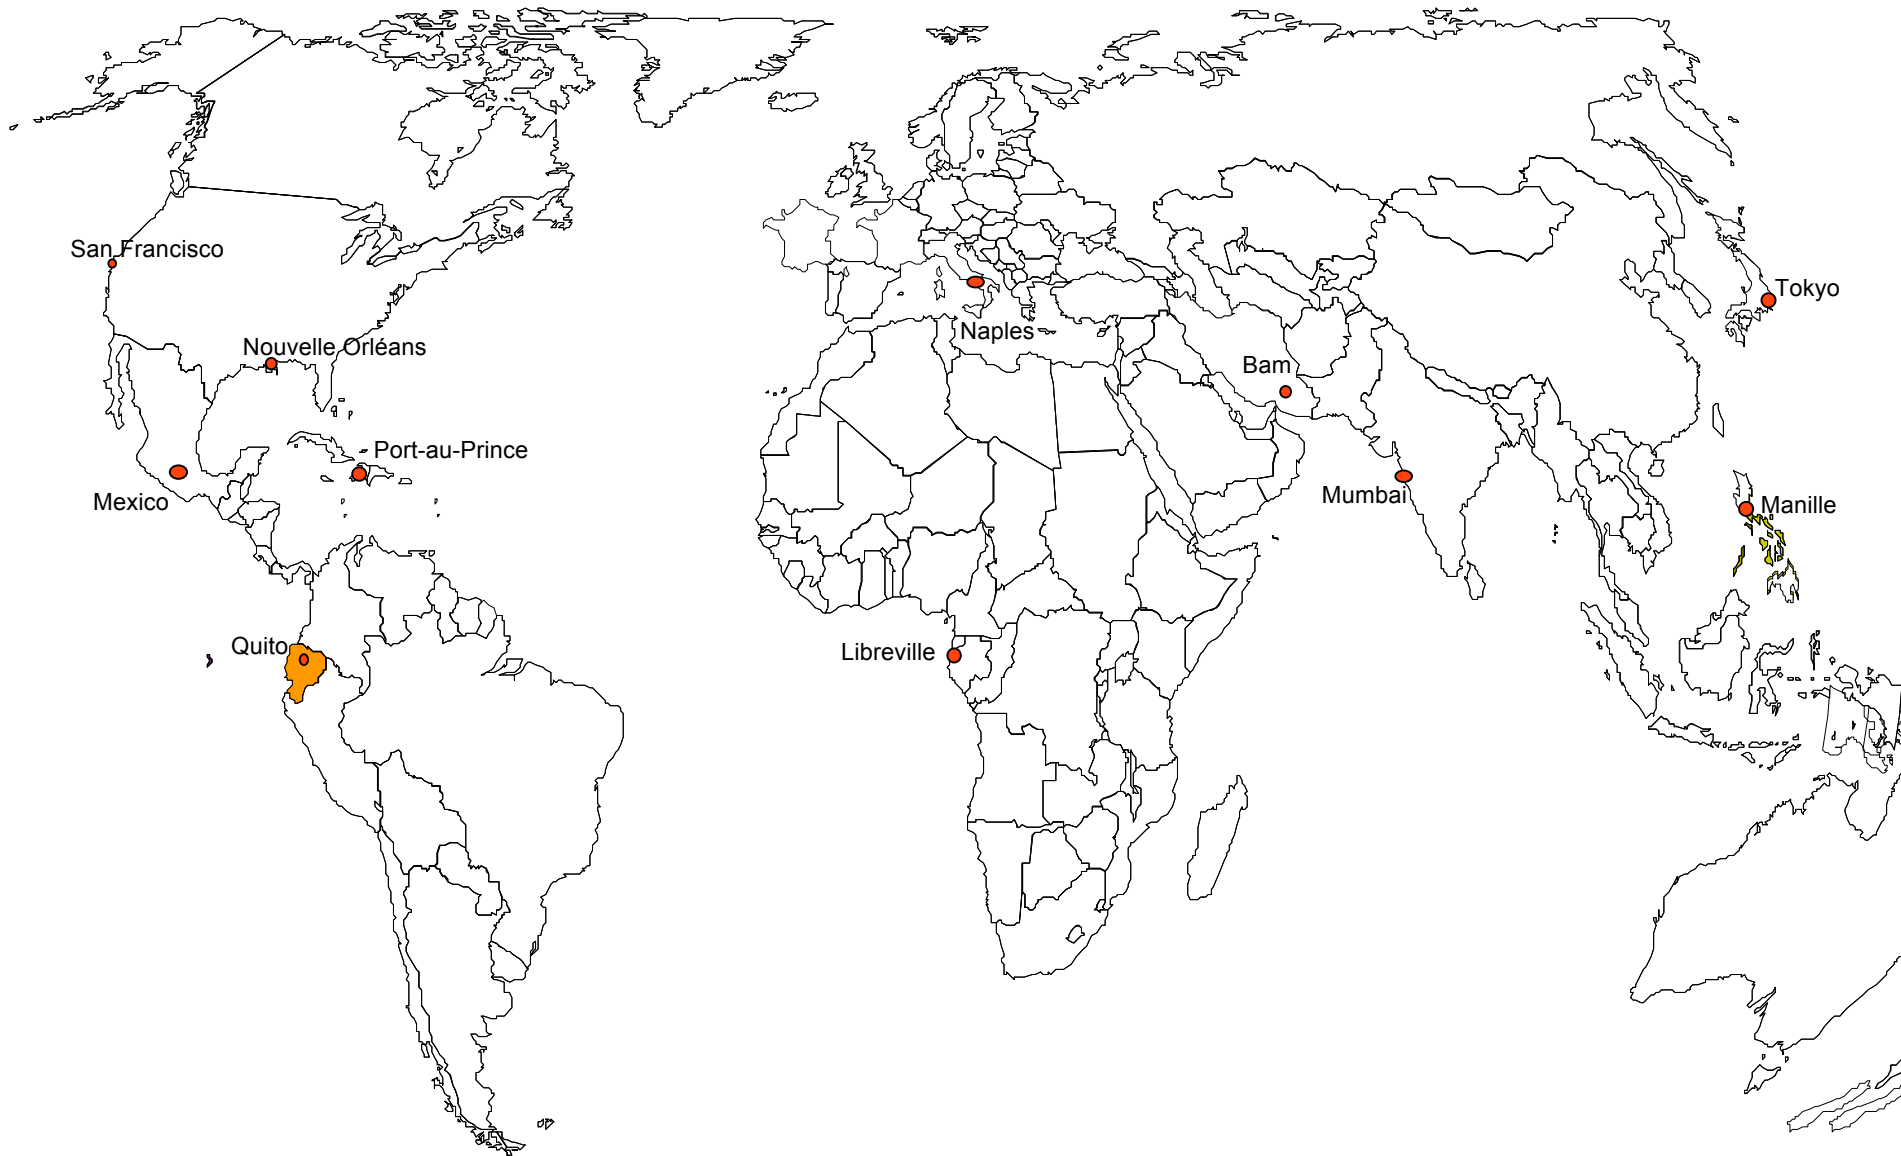 San Francisco
Tokyo
Naples
Nouvelle Orléans
Bam
Port-au-Prince
Mexico
Mumbai
Manille
Quito
Libreville